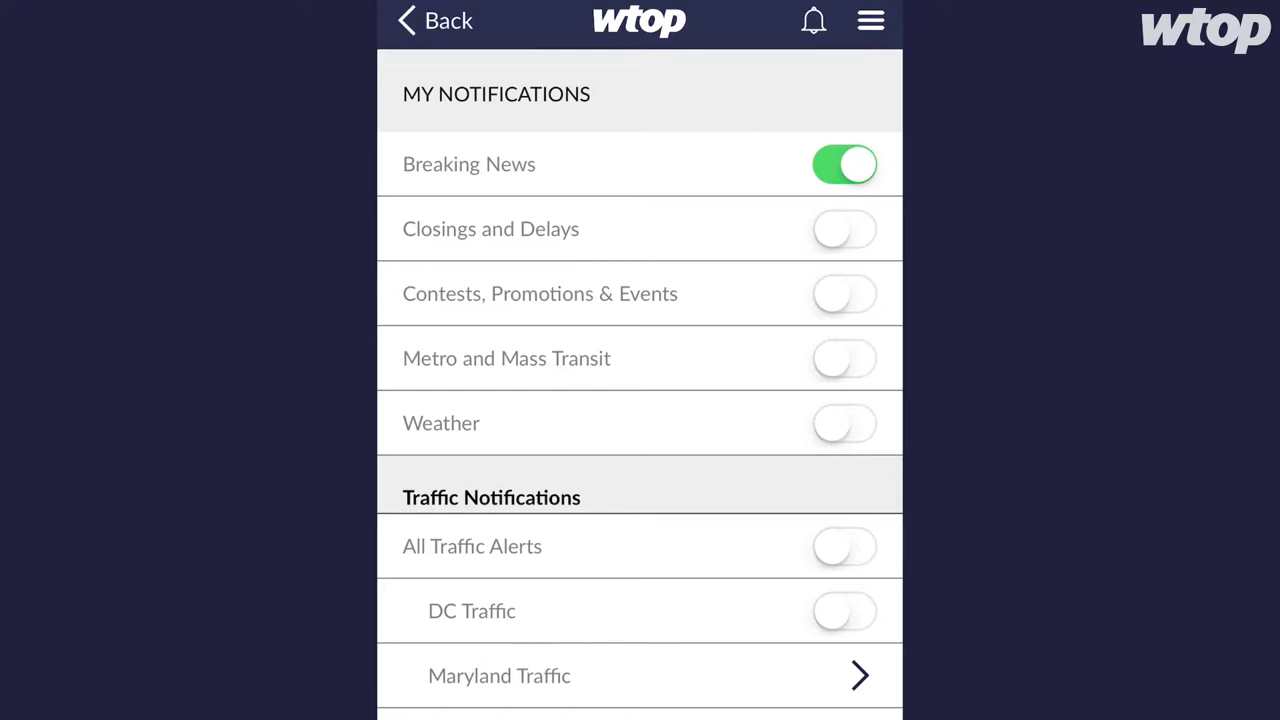 Back
wtop
wtop
MY NOTIFICATIONS
Breaking News
Closings and Delays
Contests, Promotions & Events
Metro and Mass Transit
Weather
Traffic Notifications
All Traffic Alerts
DC Traffic
Maryland Traffic